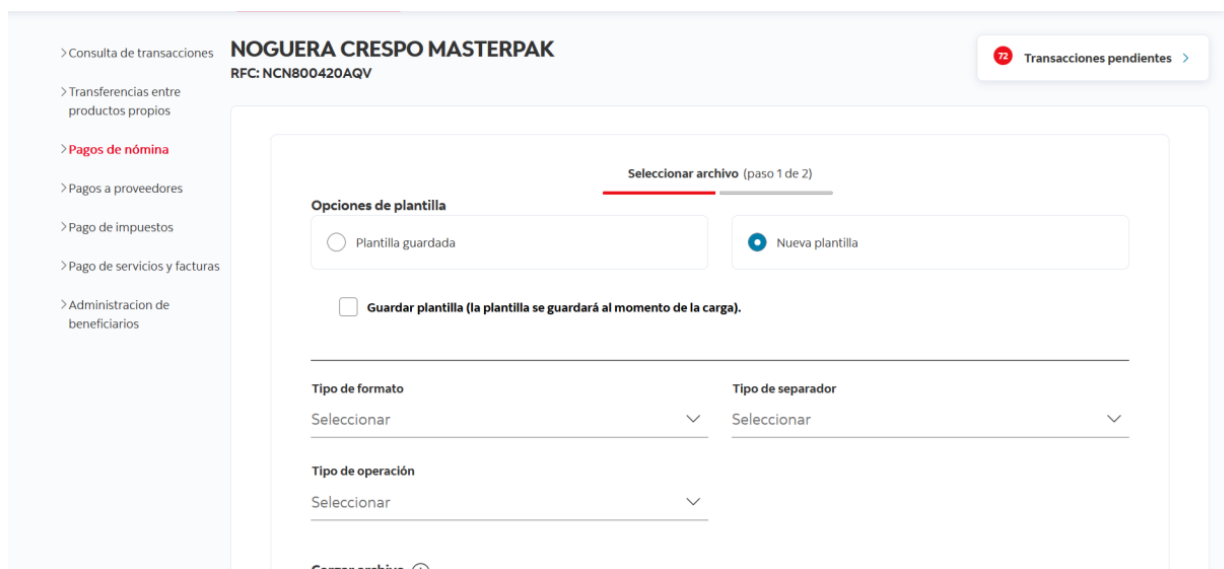 Consulta de transacciones
Transferencias entre
productos propios
Pagos de nómina
Pagos a proveedores
Pago de impuestos
Pago de servicios y facturas
Administracion de
beneficiarios
NOGUERA CRESPO MASTERPAK
RFC: NCN800420AQV
72 Transacciones pendientes
Seleccionar archivo (paso 1 de 2)
Opciones de plantilla
Plantilla guardada
Nueva plantilla
Guardar plantilla (la plantilla se guardará al momento de la carga).
Tipo de formato
Seleccionar
Tipo de separador
Seleccionar
Tipo de operación
Seleccionar
Cargar archivo